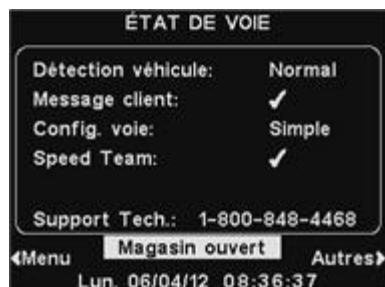 ÉTAT DE VOIE
Détection véhicule: Normal
Message client: ✓
Config. voie: Simple
Speed Team: ✓
Support Tech.: 1-800-848-4468
Magasin ouvert
◀Menu Autres▶
Lun. 06/04/12 08:36:37